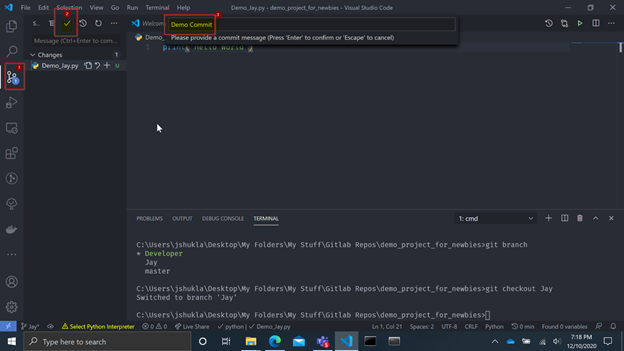 File Edit Selection View Go Run Terminal Help
Demo_Jay.py - demo_project_for_newbies - Visual Studio Code
2
3
S...
Welcome
Demo Commit
Please provide a commit message (Press 'Enter' to confirm or 'Escape' to cancel)
Message (Ctrl+Enter to com...
Demo_
1
Changes 1
Demo_Jay.py U
1
PROBLEMS OUTPUT DEBUG CONSOLE TERMINAL 1: cmd
C:\Users\jshukla\Desktop\My Folders\My Stuff\Gitlab Repos\demo_project_for_newbies>git branch
* Developer
Jay
master
C:\Users\jshukla\Desktop\My Folders\My Stuff\Gitlab Repos\demo_project_for_newbies>git checkout Jay
Switched to branch 'Jay'
C:\Users\jshukla\Desktop\My Folders\My Stuff\Gitlab Repos\demo_project_for_newbies>
Jay* Select Python Interpreter 0 0 Live Share python | Demo_Jay.py Ln 1, Col 21 Spaces: 2 UTF-8 CRLF Python 0 min Found 0 variables
Type here to search
7:18 PM
12/10/2020